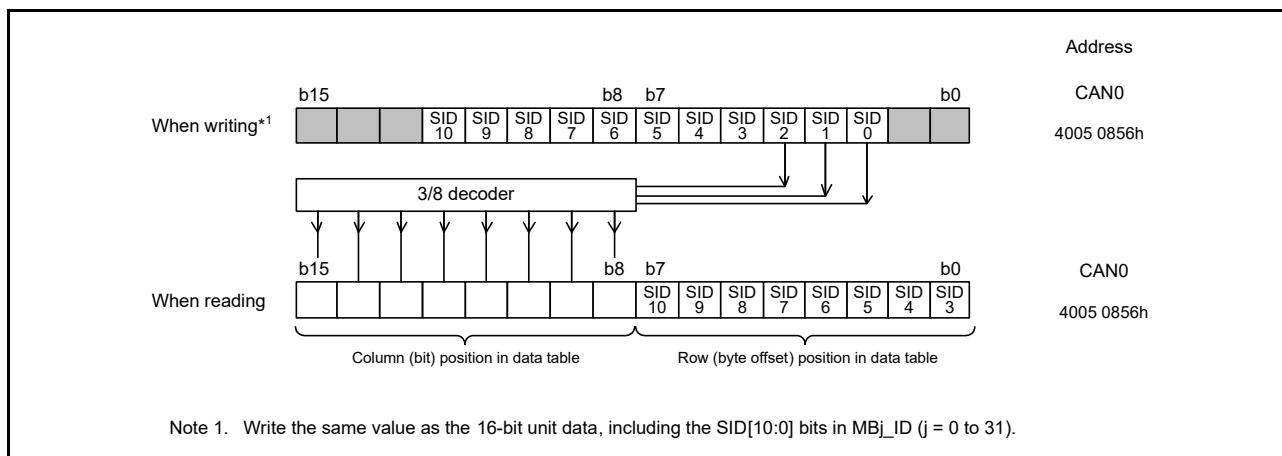 Address
b15 b8 b7 b0 CAN0
When writing*1 SID 10 SID 9 SID 8 SID 7 SID 6 SID 5 SID 4 SID 3 SID 2 SID 1 SID 0 4005 0856h
3/8 decoder
b15 b8 b7 b0 CAN0
When reading SID 10 SID 9 SID 8 SID 7 SID 6 SID 5 SID 4 SID 3 4005 0856h
Column (bit) position in data table Row (byte offset) position in data table
Note 1. Write the same value as the 16-bit unit data, including the SID[10:0] bits in MBj_ID (j = 0 to 31).